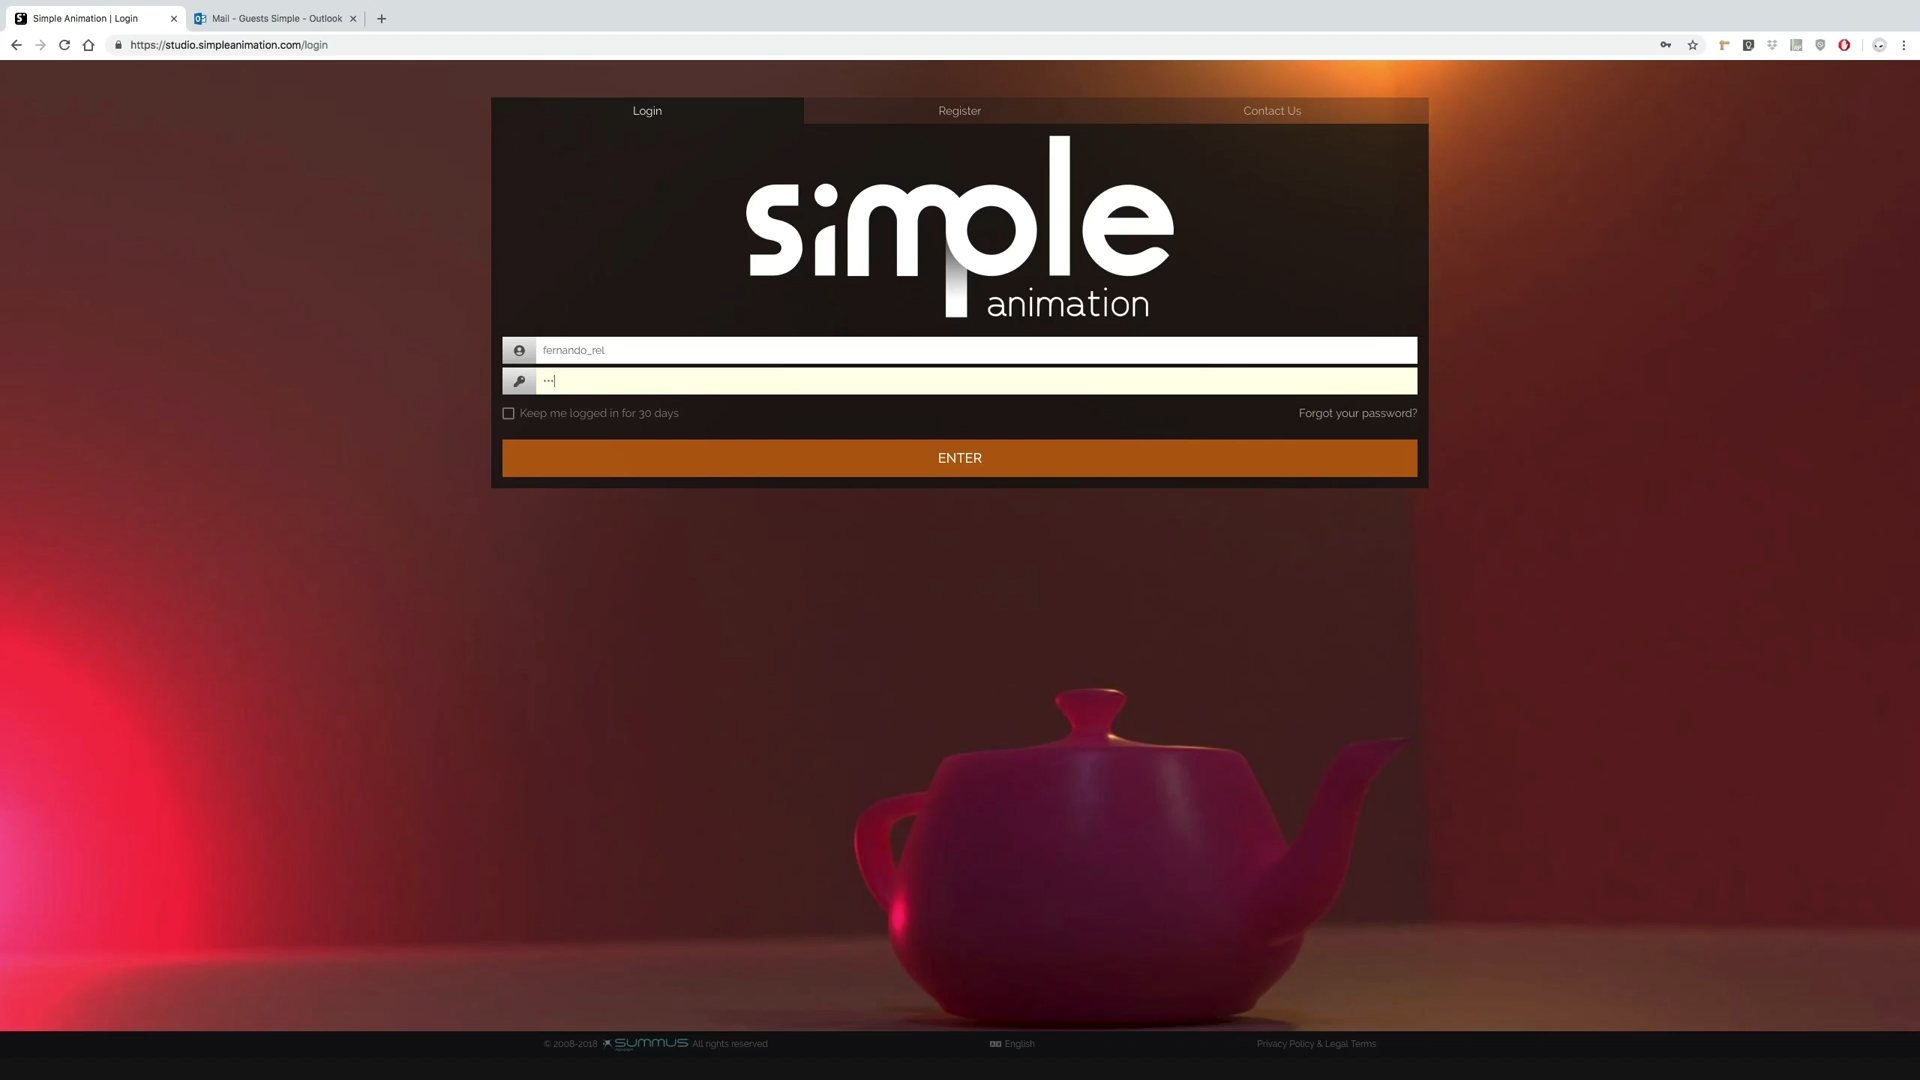 Simple Animation | Login
Mail - Guests Simple - Outlook
https://studio.simpleanimation.com/login
Login
Register
Contact Us
simple
animation
fernando_rel
Keep me logged in for 30 days
Forgot your password?
ENTER
© 2008-2018 SUMMUS All rights reserved
English
Privacy Policy & Legal Terms